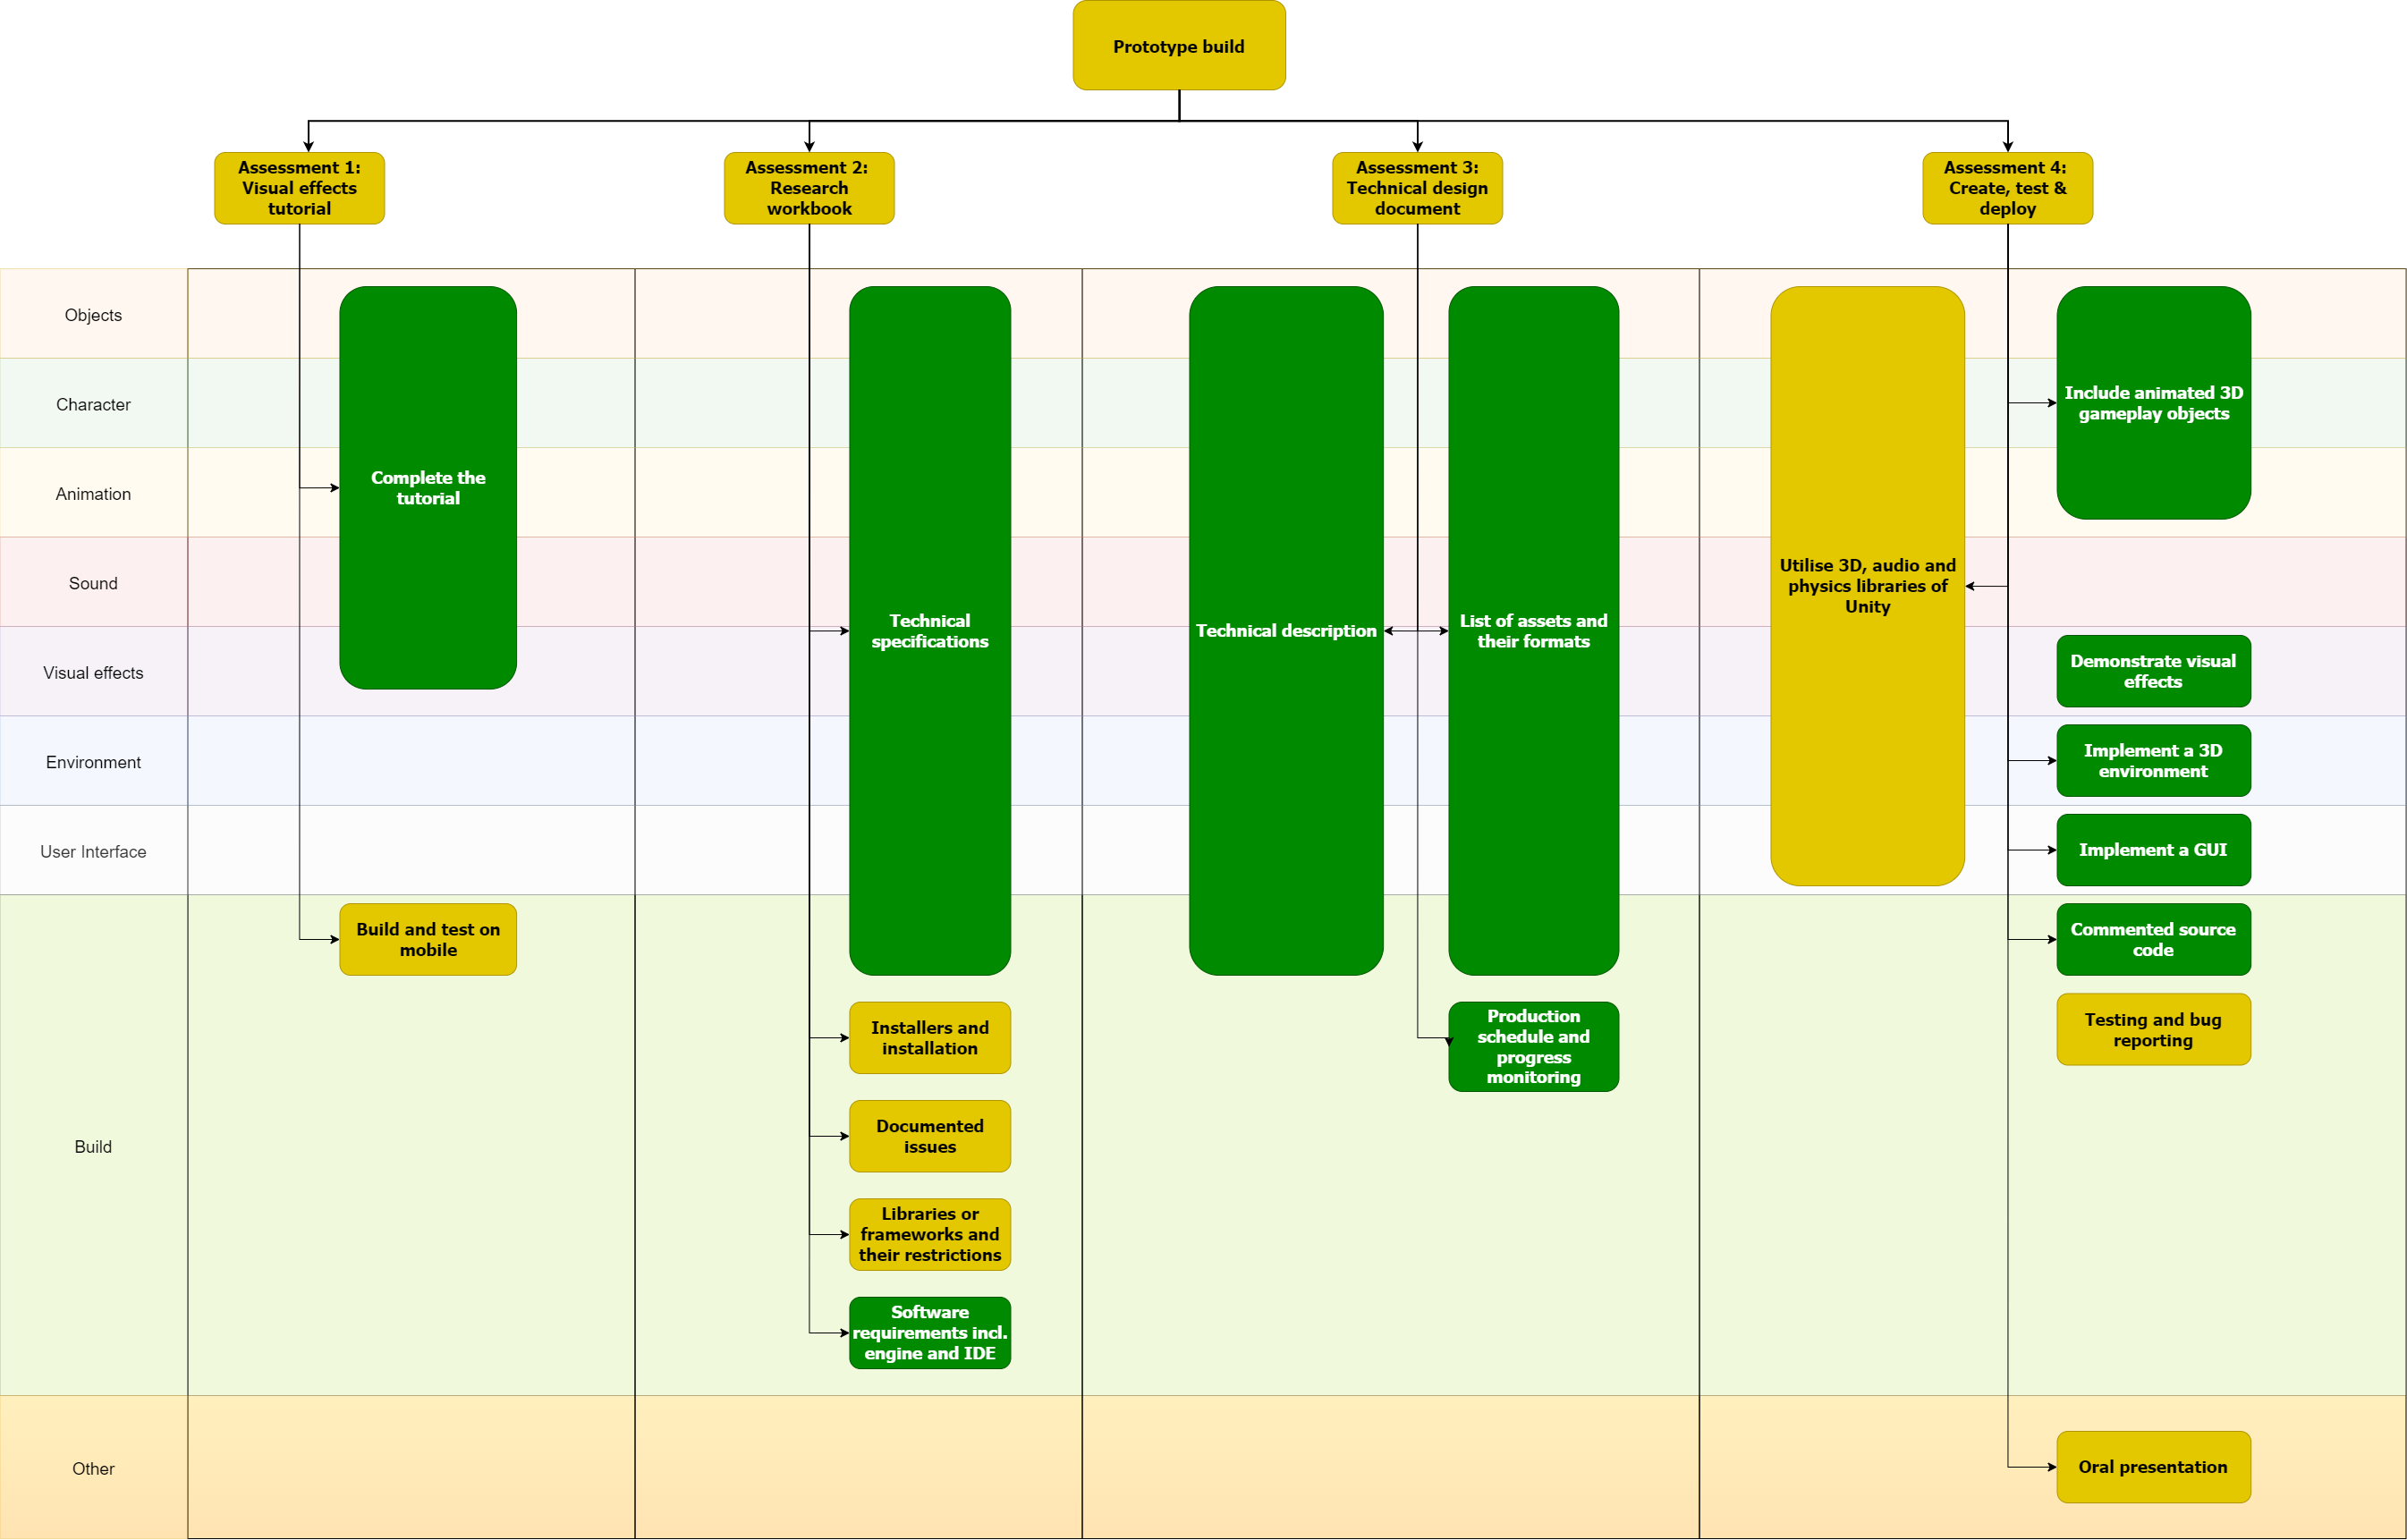 Prototype build
Assessment 1:
Visual effects
tutorial
Assessment 2:
Research
workbook
Assessment 3:
Technical design
document
Assessment 4:
Create, test &
deploy
Objects
Character
Animation
Sound
Visual effects
Environment
User Interface
Build
Other
Complete the
tutorial
Build and test on
mobile
Technical
specifications
Installers and
installation
Documented
issues
Libraries or
frameworks and
their restrictions
Software
requirements incl.
engine and IDE
Technical description
List of assets and
their formats
Production
schedule and
progress
monitoring
Utilise 3D, audio and
physics libraries of
Unity
Include animated 3D
gameplay objects
Demonstrate visual
effects
Implement a 3D
environment
Implement a GUI
Commented source
code
Testing and bug
reporting
Oral presentation